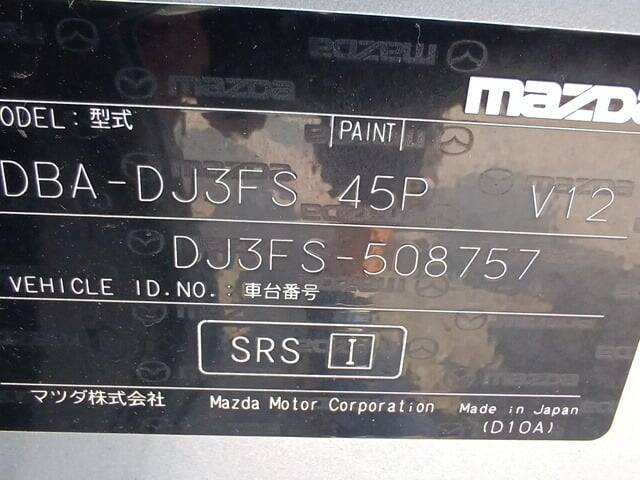 mazda
ODEL: 型式 PAINT
DBA-DJ3FS 45P V12
DJ3FS-508757
VEHICLE ID.NO.: 車台番号
SRS I
マツダ株式会社 Mazda Motor Corporation Made in Japan
(D10A)